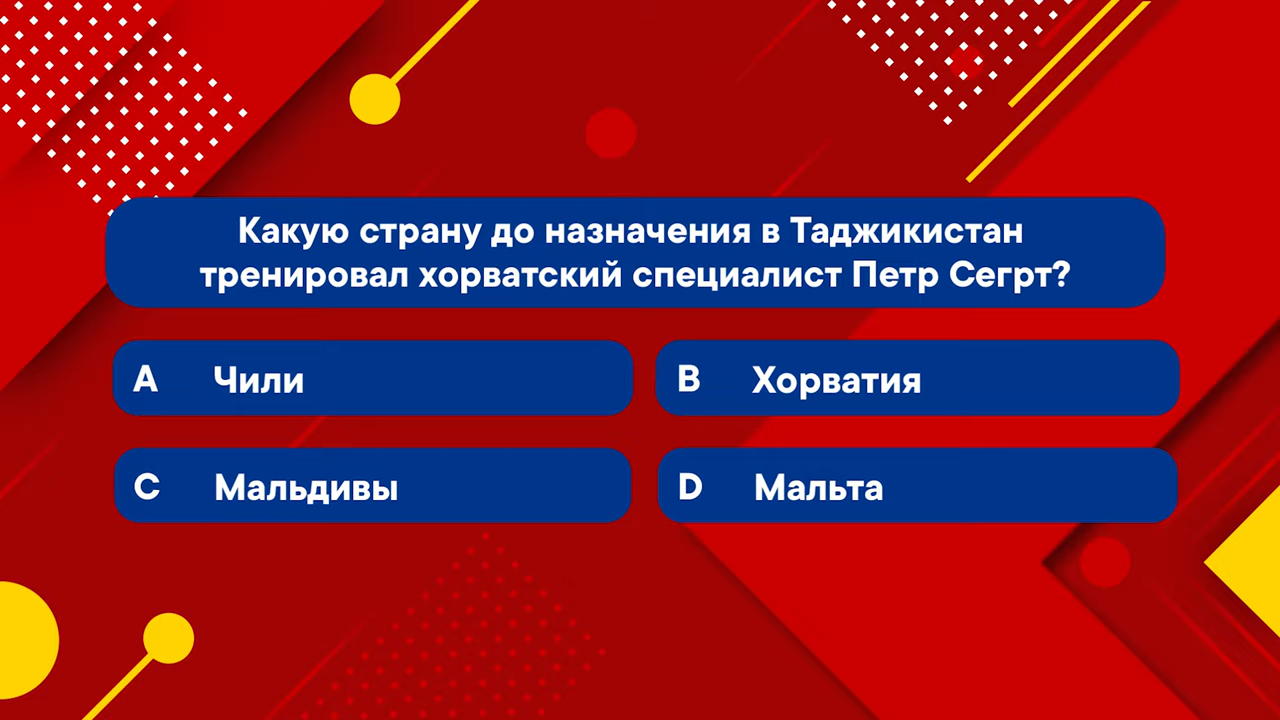 Какую страну до назначения в Таджикистан
тренировал хорватский специалист Петр Сегрт?
A Чили
B Хорватия
C Мальдивы
D Мальта